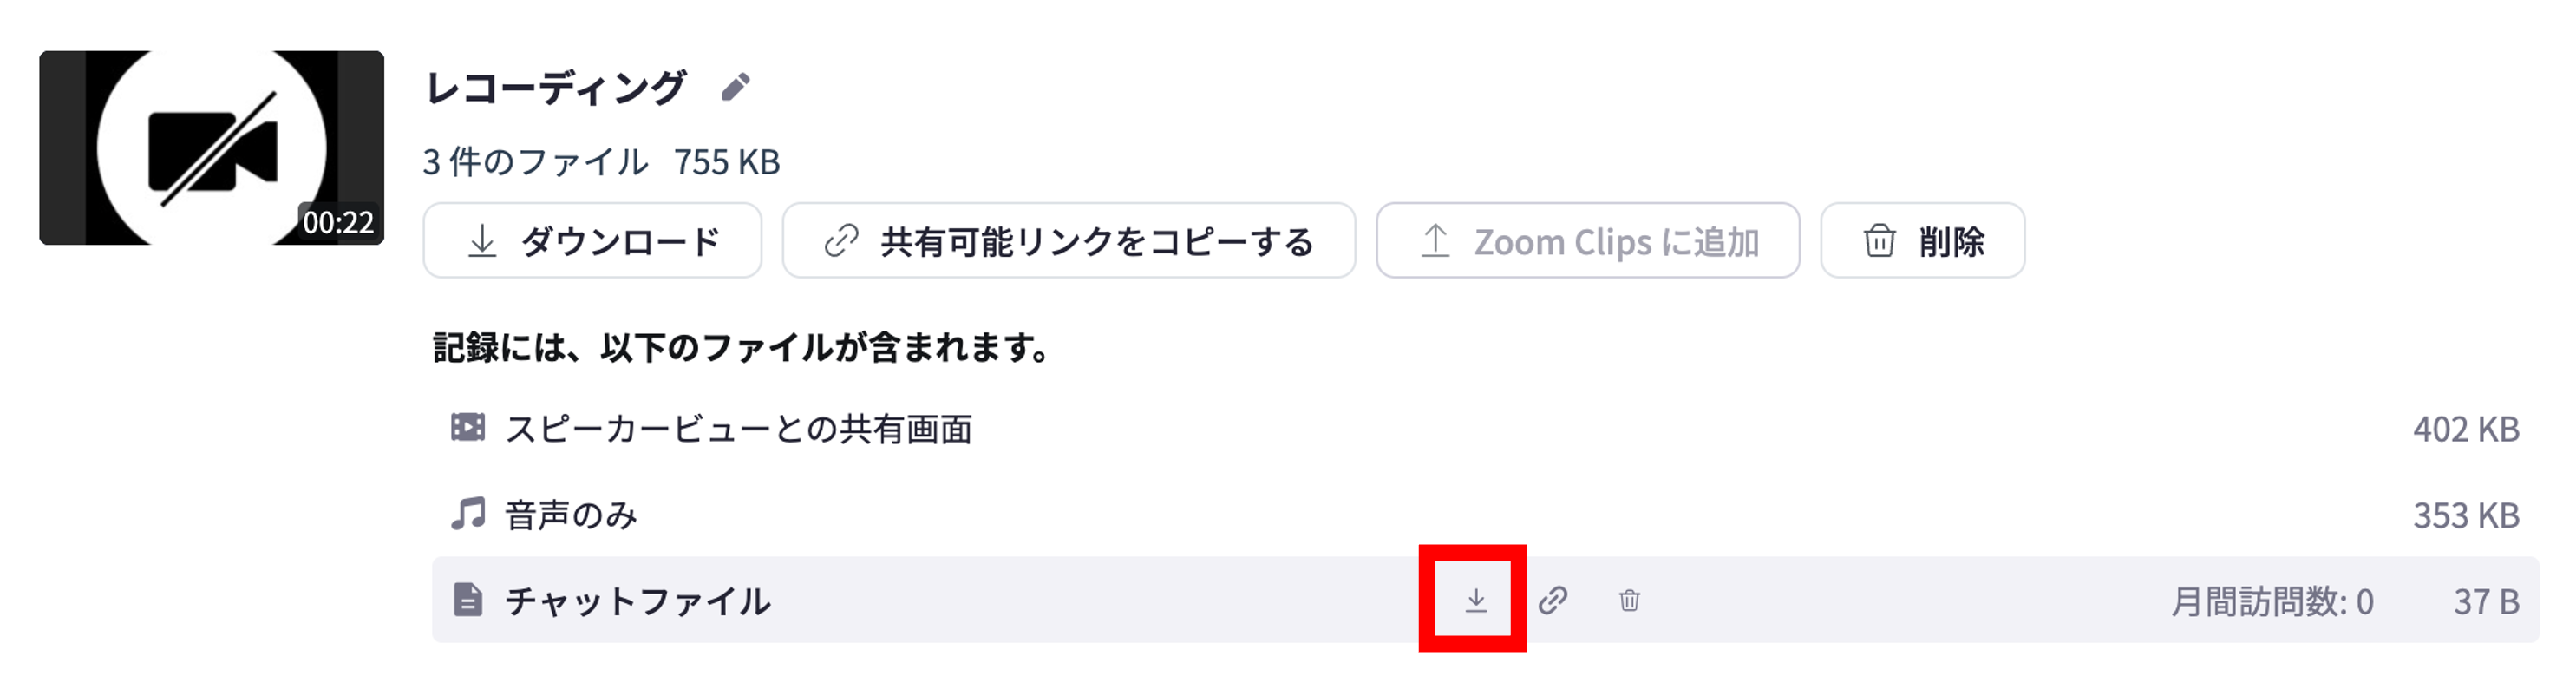 レコーディング
3 件のファイル 755 KB
00:22
ダウンロード 共有可能リンクをコピーする Zoom Clips に追加 削除
記録には、以下のファイルが含まれます。
スピーカービューとの共有画面 402 KB
音声のみ 353 KB
チャットファイル 月間訪問数: 0 37 B